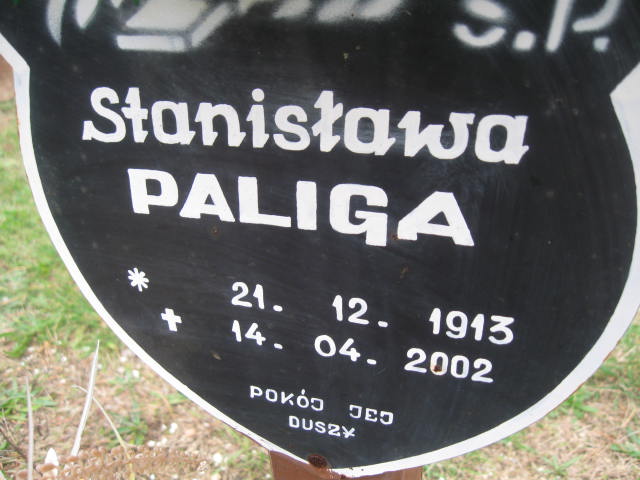 Ś.P.
Stanisława
PALIGA
* 21. 12. 1913
✝ 14. 04. 2002
POKÓJ JEJ
DUSZY